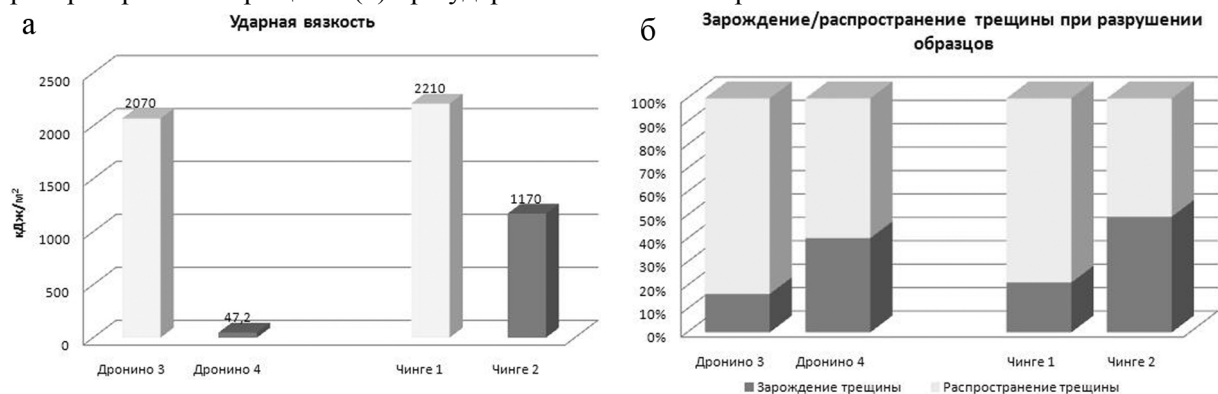 а
Ударная вязкость
2500
2000
1500
1000
500
0
кДж/м²
2070
47,2
2210
1170
Дронино 3 Дронино 4 Чинге 1 Чинге 2
б
Зарождение/распространение трещины при разрушении
образцов
100%
90%
80%
70%
60%
50%
40%
30%
20%
10%
0%
Дронино 3 Дронино 4 Чинге 1 Чинге 2
Зарождение трещины Распространение трещины